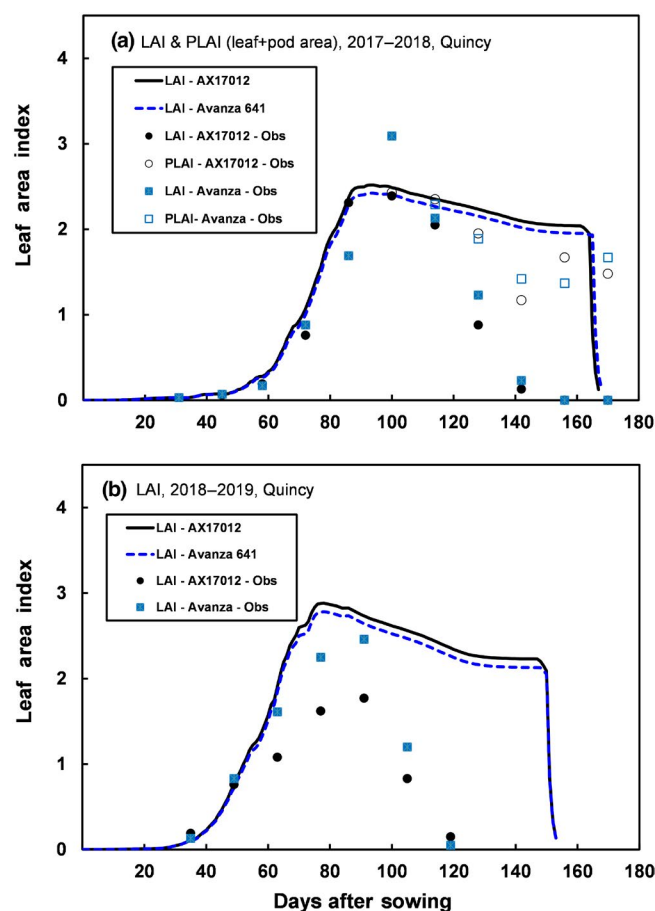 (a) LAI & PLAI (leaf+pod area), 2017–2018, Quincy
LAI - AX17012
LAI - Avanza 641
LAI - AX17012 - Obs
PLAI - AX17012 - Obs
LAI - Avanza - Obs
PLAI- Avanza - Obs
Leaf area index
4
3
2
1
0
20 40 60 80 100 120 140 160 180
(b) LAI, 2018–2019, Quincy
LAI - AX17012
LAI - Avanza 641
LAI - AX17012 - Obs
LAI - Avanza - Obs
Leaf area index
4
3
2
1
0
20 40 60 80 100 120 140 160 180
Days after sowing